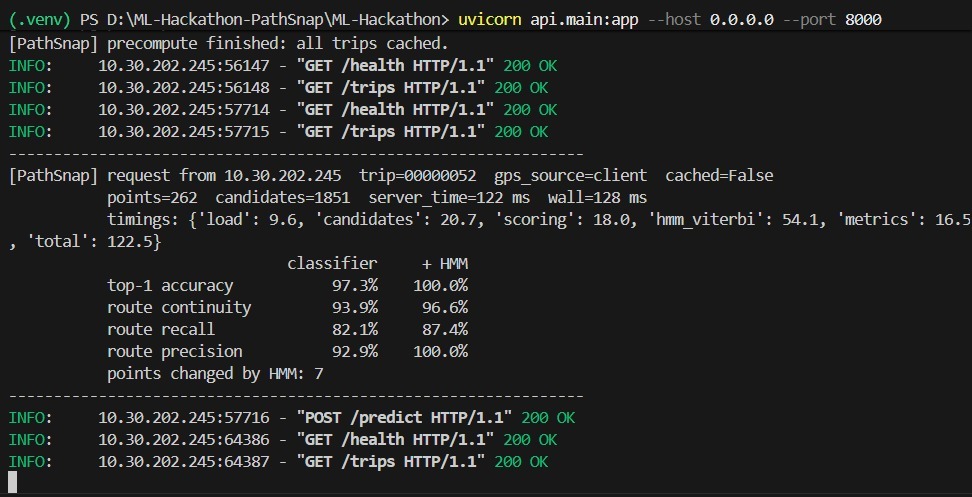 (.venv) PS D:\ML-Hackathon-PathSnap\ML-Hackathon> uvicorn api.main:app --host 0.0.0.0 --port 8000
[PathSnap] precompute finished: all trips cached.
INFO:     10.30.202.245:56147 - "GET /health HTTP/1.1" 200 OK
INFO:     10.30.202.245:56148 - "GET /trips HTTP/1.1" 200 OK
INFO:     10.30.202.245:57714 - "GET /health HTTP/1.1" 200 OK
INFO:     10.30.202.245:57715 - "GET /trips HTTP/1.1" 200 OK
----------------------------------------------------------------
[PathSnap] request from 10.30.202.245  trip=00000052  gps_source=client  cached=False
           points=262  candidates=1851  server_time=122 ms  wall=128 ms
           timings: {'load': 9.6, 'candidates': 20.7, 'scoring': 18.0, 'hmm_viterbi': 54.1, 'metrics': 16.5
, 'total': 122.5}
                               classifier     + HMM
           top-1 accuracy           97.3%    100.0%
           route continuity         93.9%     96.6%
           route recall             82.1%     87.4%
           route precision          92.9%    100.0%
           points changed by HMM: 7
----------------------------------------------------------------
INFO:     10.30.202.245:57716 - "POST /predict HTTP/1.1" 200 OK
INFO:     10.30.202.245:64386 - "GET /health HTTP/1.1" 200 OK
INFO:     10.30.202.245:64387 - "GET /trips HTTP/1.1" 200 OK